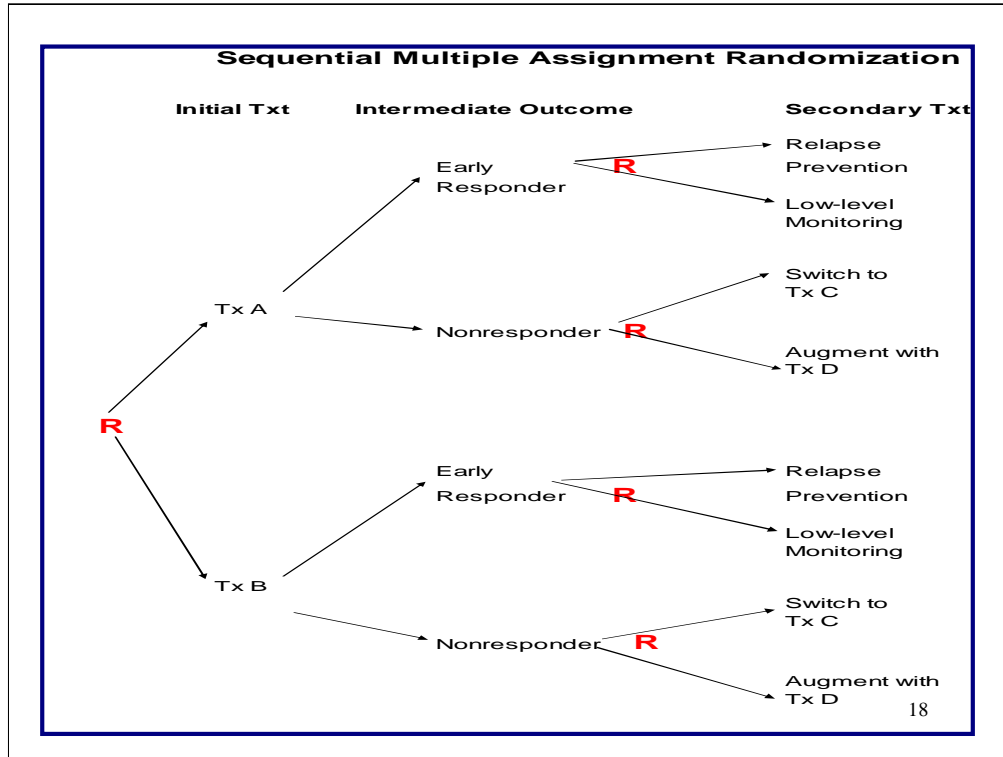 Sequential Multiple Assignment Randomization
Initial Txt Intermediate Outcome Secondary Txt
Early
Responder
R
Relapse
Prevention
Low-level
Monitoring
Tx A
Nonresponder
R
Switch to
Tx C
Augment with
Tx D
R
Early
Responder
R
Relapse
Prevention
Low-level
Monitoring
Tx B
Nonresponder
R
Switch to
Tx C
Augment with
Tx D
18